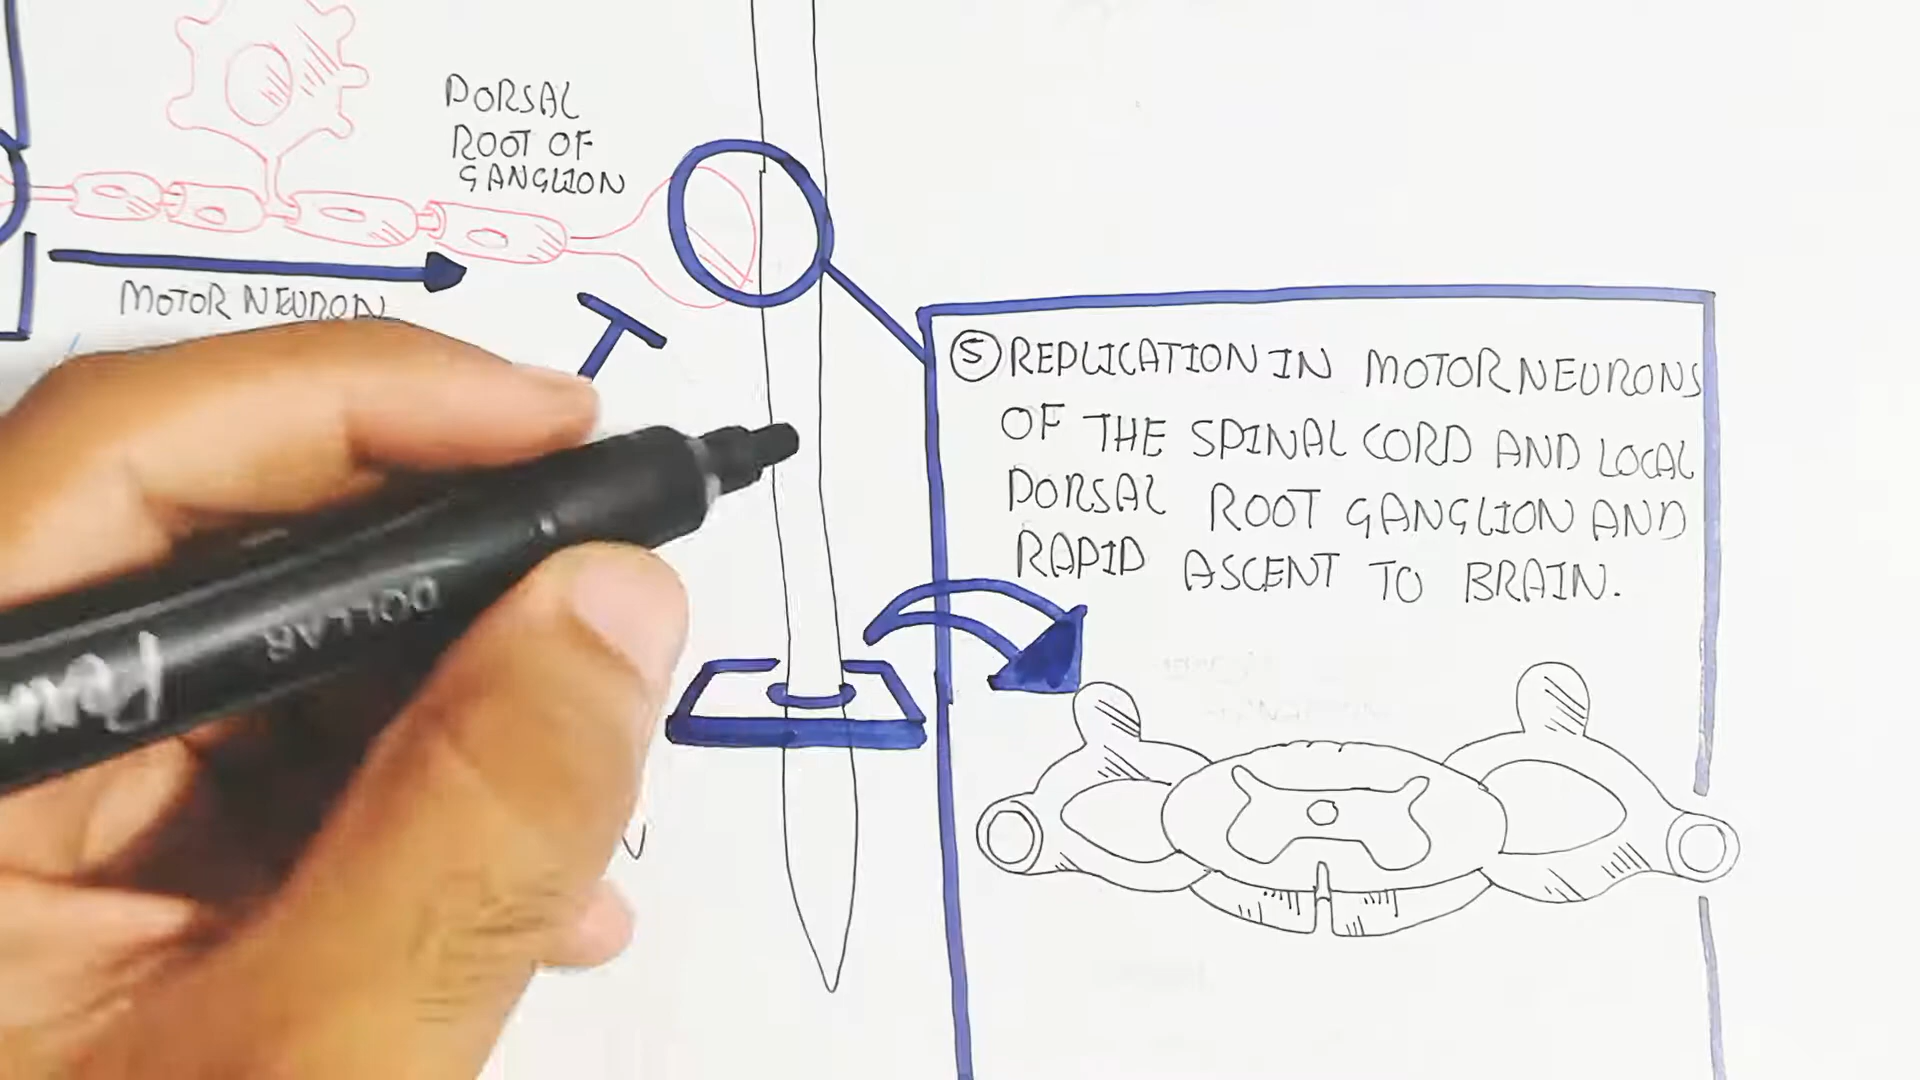 DORSAL
ROOT OF
GANGLION
MOTOR NEURON
⑤ REPLICATION IN MOTOR NEURONS
OF THE SPINAL CORD AND LOCAL
DORSAL ROOT GANGLION AND
RAPID ASCENT TO BRAIN.
DOLLAR